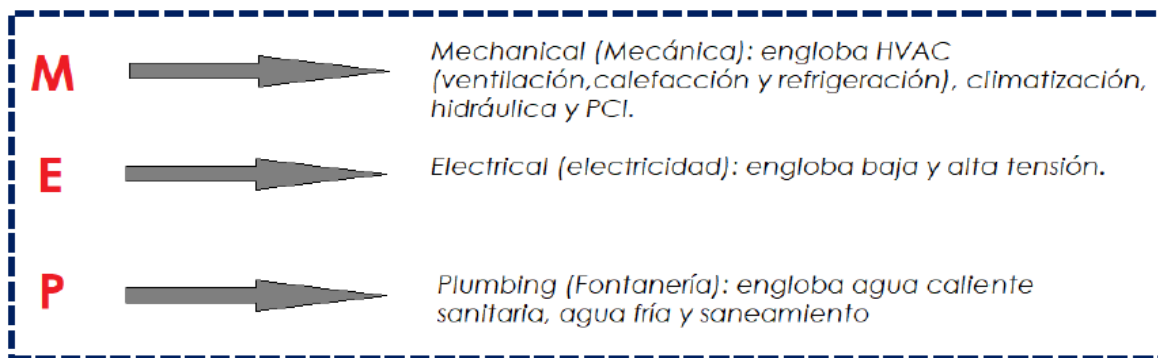 M
Mechanical (Mecánica): engloba HVAC
(ventilación,calefacción y refrigeración), climatización,
hidráulica y PCI.
E
Electrical (electricidad): engloba baja y alta tensión.
P
Plumbing (Fontanería): engloba agua caliente
sanitaria, agua fría y saneamiento